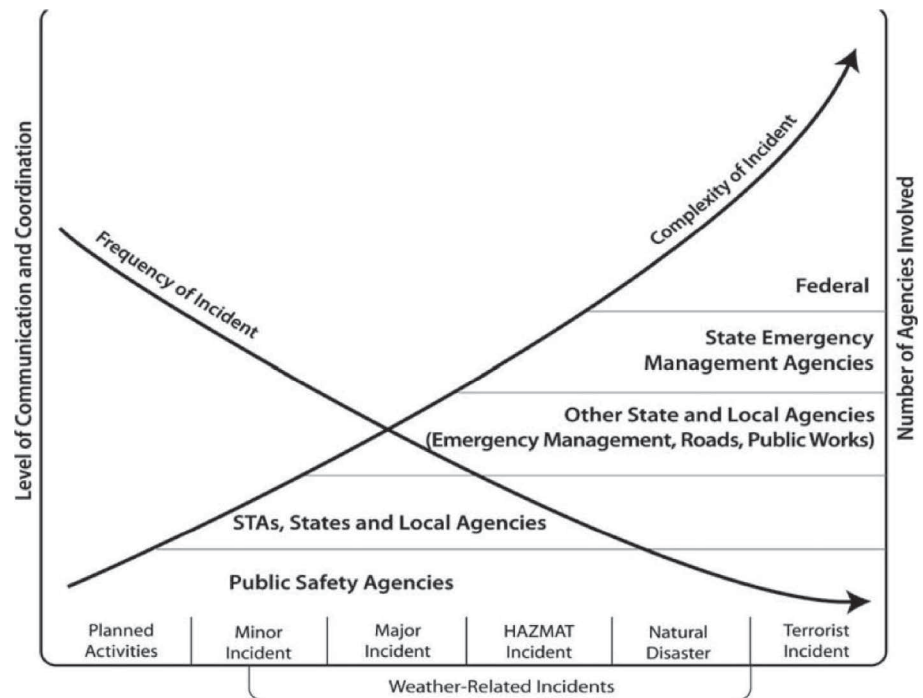 Level of Communication and Coordination
Number of Agencies Involved
Frequency of Incident
Complexity of Incident
Federal
State Emergency
Management Agencies
Other State and Local Agencies
(Emergency Management, Roads, Public Works)
STAs, States and Local Agencies
Public Safety Agencies
Planned
Activities
Minor
Incident
Major
Incident
HAZMAT
Incident
Natural
Disaster
Terrorist
Incident
Weather-Related Incidents